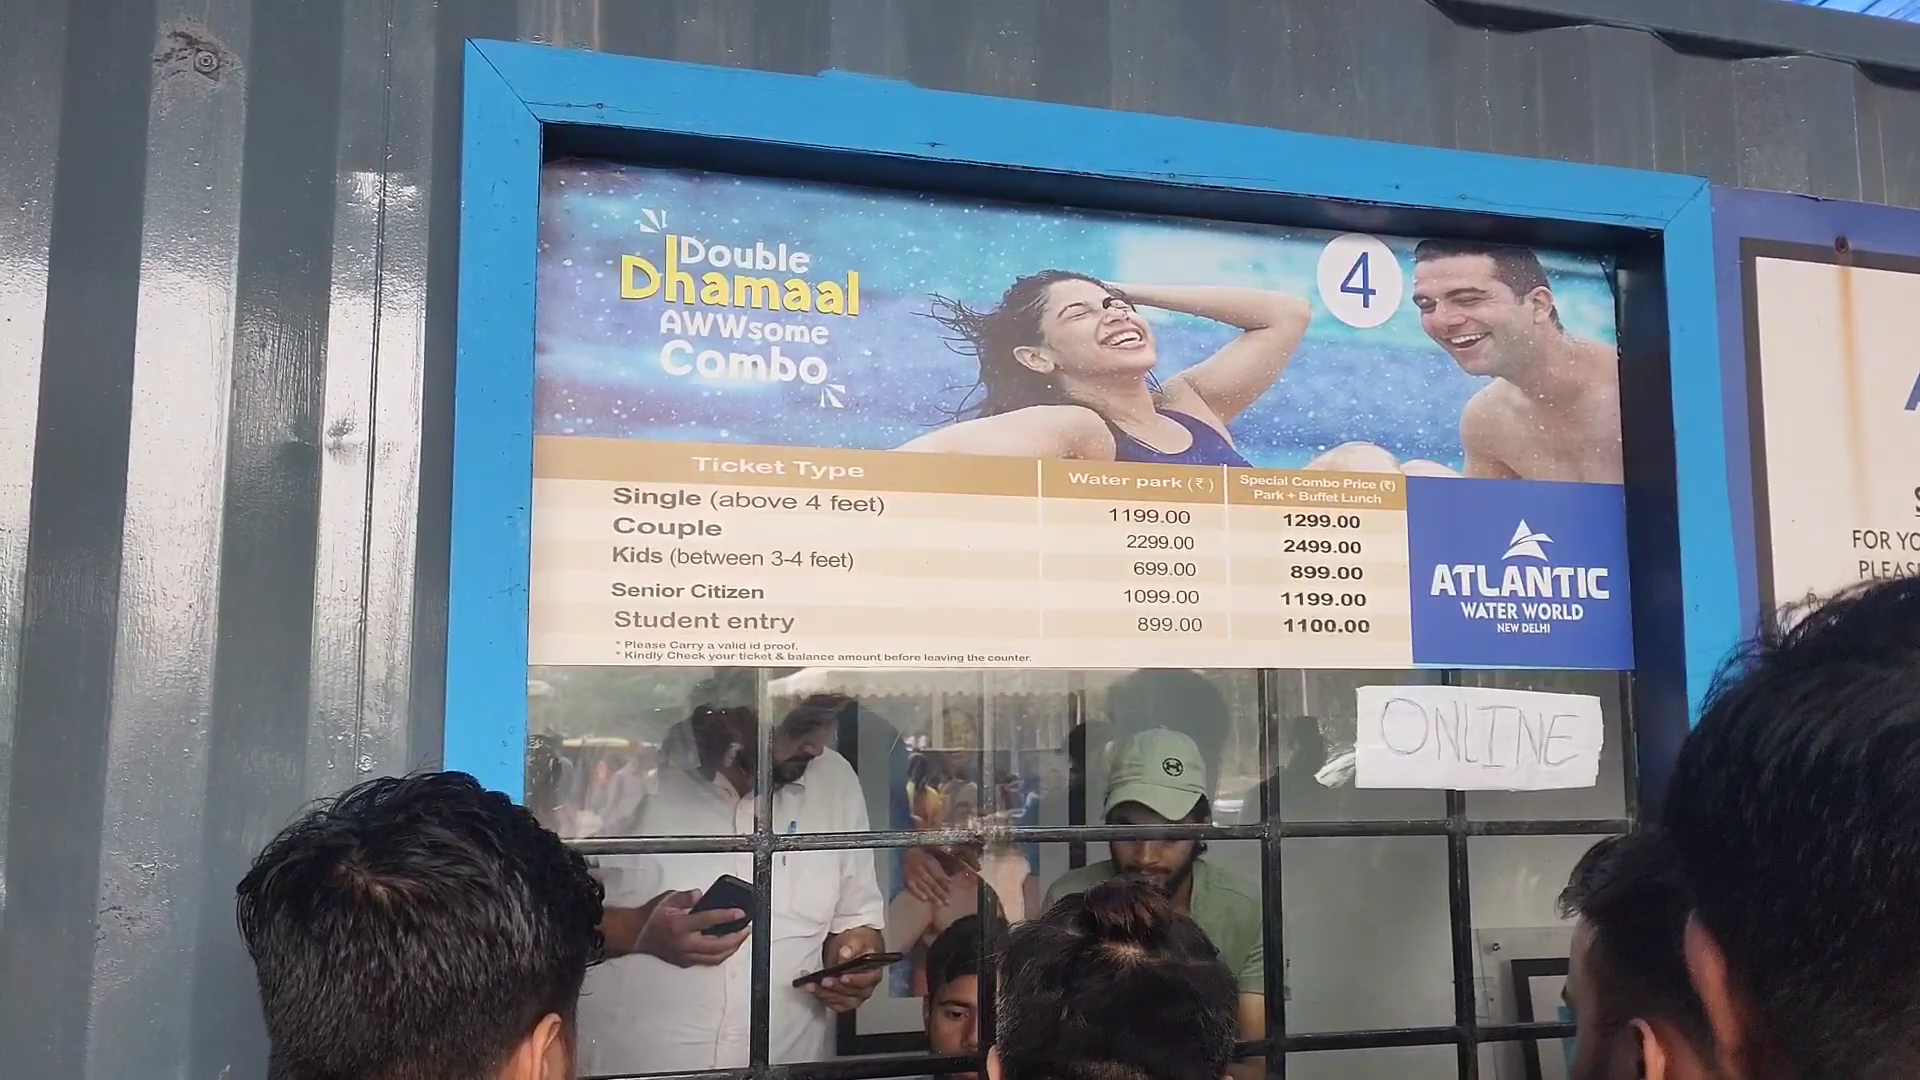 Double
Dhamaal
AWWsome
Combo
4
Ticket Type Water park (₹) Special Combo Price (₹) Park + Buffet Lunch
Single (above 4 feet) 1199.00 1299.00
Couple 2299.00 2499.00
Kids (between 3-4 feet) 699.00 899.00
Senior Citizen 1099.00 1199.00
Student entry 899.00 1100.00
* Please Carry a valid id proof.
* Kindly Check your ticket & balance amount before leaving the counter.
ATLANTIC
WATER WORLD
NEW DELHI
ONLINE
FOR YO
PLEAS